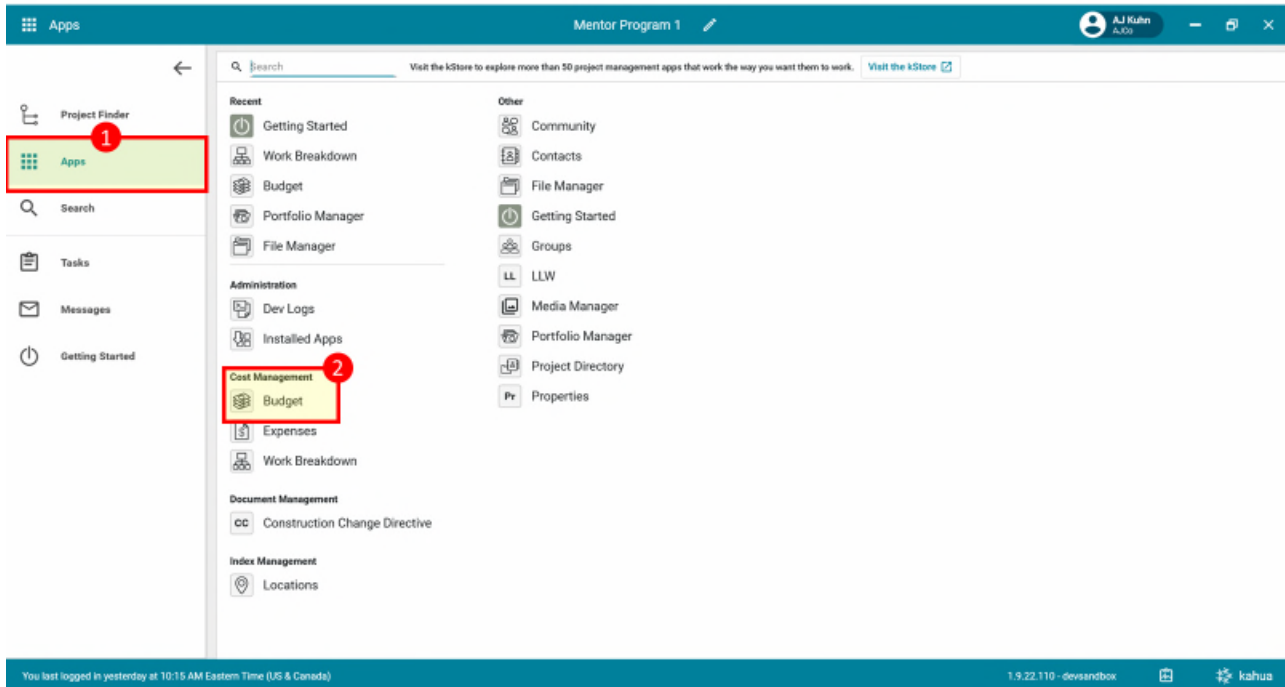 Apps
Mentor Program 1
AJ Kuhn
AJCo
Search
Visit the kStore to explore more than 50 project management apps that work the way you want them to work.
Visit the kStore
Project Finder
1
Apps
Search
Tasks
Messages
Getting Started
Recent
Getting Started
Work Breakdown
Budget
Portfolio Manager
File Manager
Administration
Dev Logs
Installed Apps
2
Cost Management
Budget
Expenses
Work Breakdown
Document Management
CC Construction Change Directive
Index Management
Locations
Other
Community
Contacts
File Manager
Getting Started
Groups
LL LLW
Media Manager
Portfolio Manager
Project Directory
Pr Properties
You last logged in yesterday at 10:15 AM Eastern Time (US & Canada)
1.9.22.110 - devsandbox
kahua